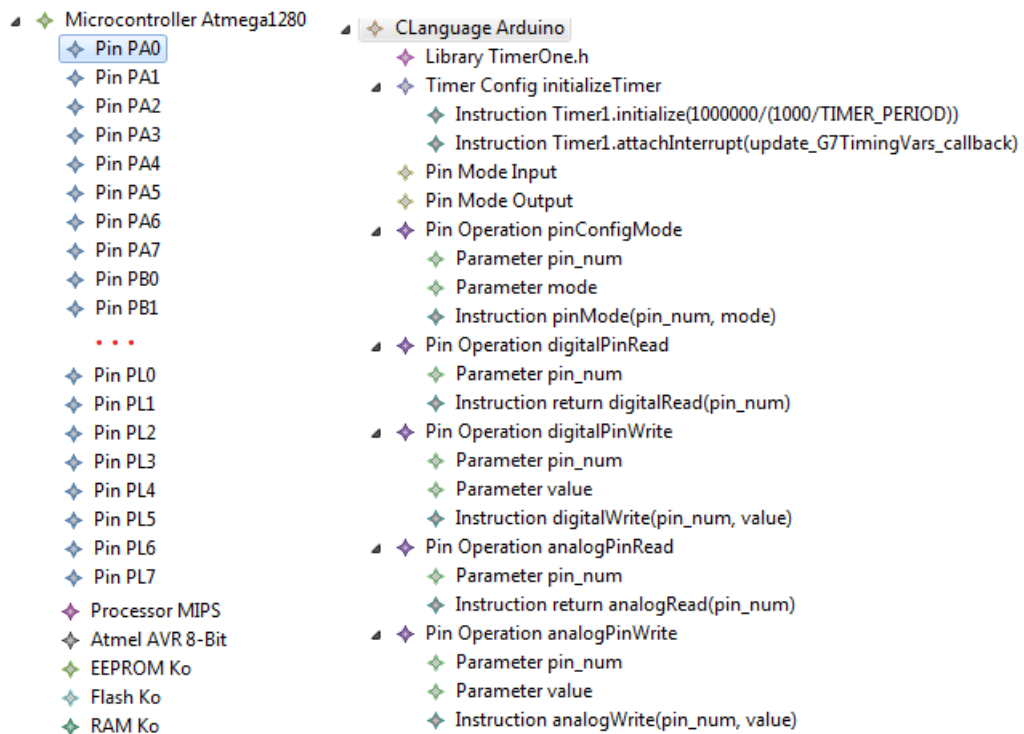 Microcontroller Atmega1280
Pin PA0
Pin PA1
Pin PA2
Pin PA3
Pin PA4
Pin PA5
Pin PA6
Pin PA7
Pin PB0
Pin PB1
...
Pin PL0
Pin PL1
Pin PL2
Pin PL3
Pin PL4
Pin PL5
Pin PL6
Pin PL7
Processor MIPS
Atmel AVR 8-Bit
EEPROM Ko
Flash Ko
RAM Ko
CLanguage Arduino
Library TimerOne.h
Timer Config initializeTimer
Instruction Timer1.initialize(1000000/(1000/TIMER_PERIOD))
Instruction Timer1.attachInterrupt(update_G7TimingVars_callback)
Pin Mode Input
Pin Mode Output
Pin Operation pinConfigMode
Parameter pin_num
Parameter mode
Instruction pinMode(pin_num, mode)
Pin Operation digitalPinRead
Parameter pin_num
Instruction return digitalRead(pin_num)
Pin Operation digitalPinWrite
Parameter pin_num
Parameter value
Instruction digitalWrite(pin_num, value)
Pin Operation analogPinRead
Parameter pin_num
Instruction return analogRead(pin_num)
Pin Operation analogPinWrite
Parameter pin_num
Parameter value
Instruction analogWrite(pin_num, value)